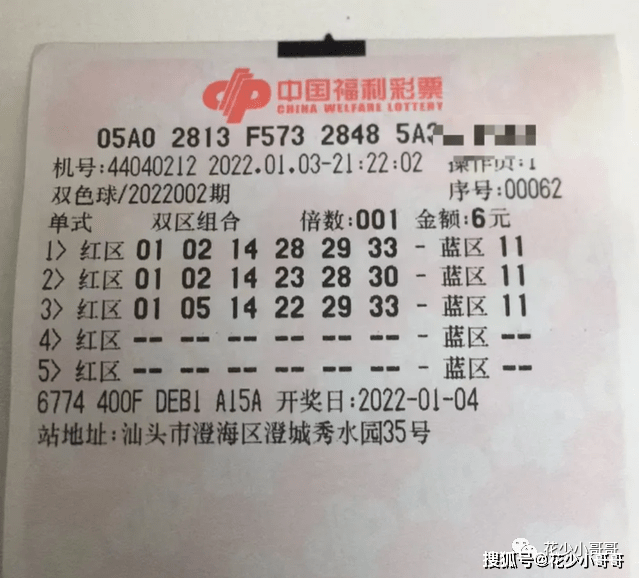 中国福利彩票
CHINA WELFARE LOTTERY
05A0 2813 F573 2848 5A3
机号:44040212 2022.01.03-21:22:02 操作员:1
双色球/2022002期 序号:00062
单式 双区组合 倍数:001 金额:6元
1> 红区 01 02 14 28 29 33 - 蓝区 11
2> 红区 01 02 14 23 28 30 - 蓝区 11
3> 红区 01 05 14 22 29 33 - 蓝区 11
4> 红区 -- -- -- -- -- -- - 蓝区 --
5> 红区 -- -- -- -- -- -- - 蓝区 --
6774 400F DEB1 A15A 开奖日:2022-01-04
站地址:汕头市澄海区澄城秀水园35号
花少小哥哥
搜狐号@花少小哥哥